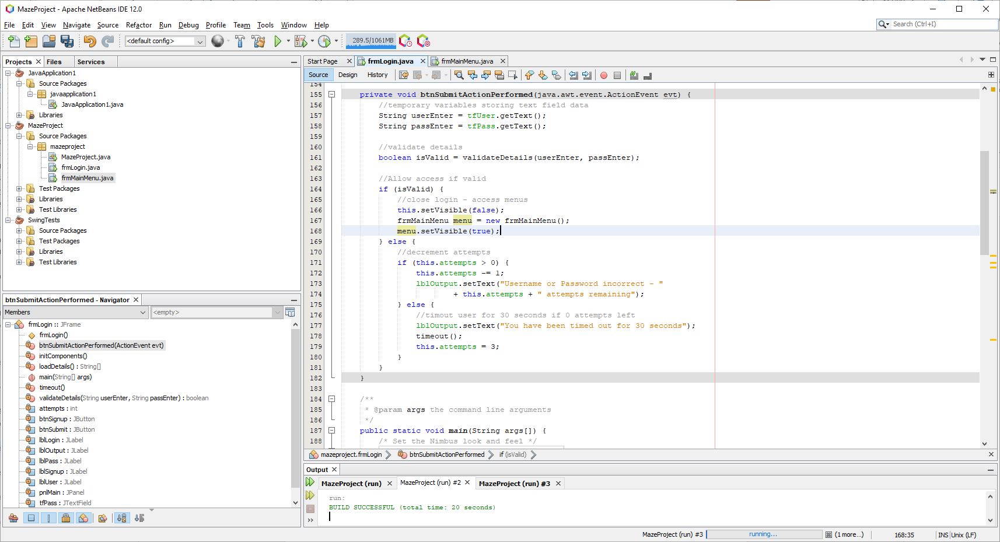 MazeProject - Apache NetBeans IDE 12.0
File Edit View Navigate Source Refactor Run Debug Profile Team Tools Window Help
Search (Ctrl+I)
<default config>
289.5/1061MB
Projects Files Services
JavaApplication1
Source Packages
javaapplication1
JavaApplication1.java
Libraries
MazeProject
Source Packages
mazeproject
MazeProject.java
frmLogin.java
frmMainMenu.java
Test Packages
Libraries
Test Libraries
SwingTests
Source Packages
Test Packages
Libraries
Test Libraries
btnSubmitActionPerformed - Navigator
Members
<empty>
frmLogin :: JFrame
frmLogin()
btnSubmitActionPerformed(ActionEvent evt)
initComponents()
loadDetails() : String[]
main(String[] args)
timeout()
validateDetails(String userEnter, String passEnter) : boolean
attempts : int
btnSignup : JButton
btnSubmit : JButton
lblLogin : JLabel
lblOutput : JLabel
lblPass : JLabel
lblSignup : JLabel
lblUser : JLabel
pnlMain : JPanel
tfPass : JTextField
Start Page frmLogin.java frmMainMenu.java
Source Design History
154
155 private void btnSubmitActionPerformed(java.awt.event.ActionEvent evt) {
156 //temporary variables storing text field data
157 String userEnter = tfUser.getText();
158 String passEnter = tfPass.getText();
159
160 //validate details
161 boolean isValid = validateDetails(userEnter, passEnter);
162
163 //Allow access if valid
164 if (isValid) {
165 //close login - access menus
166 this.setVisible(false);
167 frmMainMenu menu = new frmMainMenu();
168 menu.setVisible(true);
169 } else {
170 //decrement attempts
171 if (this.attempts > 0) {
172 this.attempts -= 1;
173 lblOutput.setText("Username or Password incorrect - "
174 + this.attempts + " attempts remaining");
175 } else {
176 //timout user for 30 seconds if 0 attempts left
177 lblOutput.setText("You have been timed out for 30 seconds");
178 timeout();
179 this.attempts = 3;
180 }
181 }
182 }
183
184 /**
185 * @param args the command line arguments
186 */
187 public static void main(String args[]) {
188 /* Set the Nimbus look and feel */
mazeproject.frmLogin btnSubmitActionPerformed if (isValid)
Output
MazeProject (run) MazeProject (run) #2 MazeProject (run) #3
run:
BUILD SUCCESSFUL (total time: 20 seconds)
MazeProject (run) #3 running... (1 more...) 168:35 INS Unix (LF)